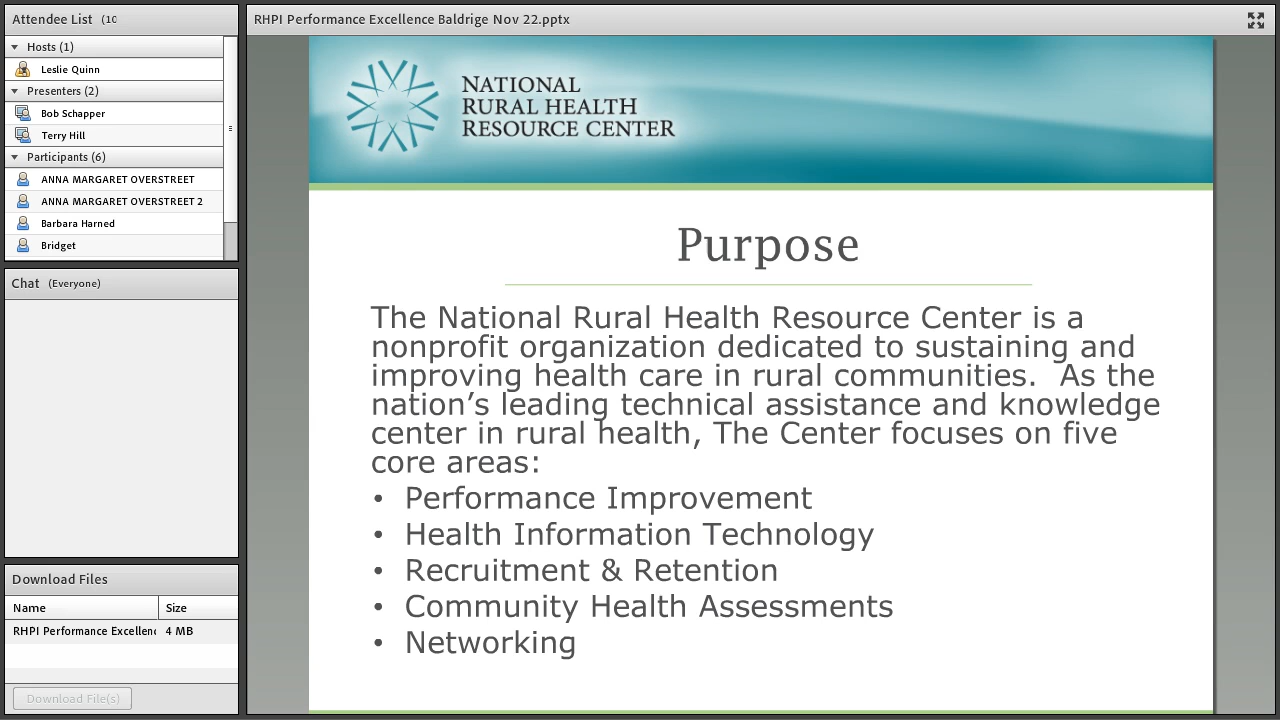 Attendee List (10
Hosts (1)
Leslie Quinn
Presenters (2)
Bob Schapper
Terry Hill
Participants (6)
ANNA MARGARET OVERSTREET
ANNA MARGARET OVERSTREET 2
Barbara Harned
Bridget
Chat (Everyone)
Download Files
Name Size
RHPI Performance Excellenc 4 MB
Download File(s)
RHPI Performance Excellence Baldrige Nov 22.pptx
NATIONAL
RURAL HEALTH
RESOURCE CENTER
Purpose
The National Rural Health Resource Center is a
nonprofit organization dedicated to sustaining and
improving health care in rural communities.  As the
nation’s leading technical assistance and knowledge
center in rural health, The Center focuses on five
core areas:
• Performance Improvement
• Health Information Technology
• Recruitment & Retention
• Community Health Assessments
• Networking